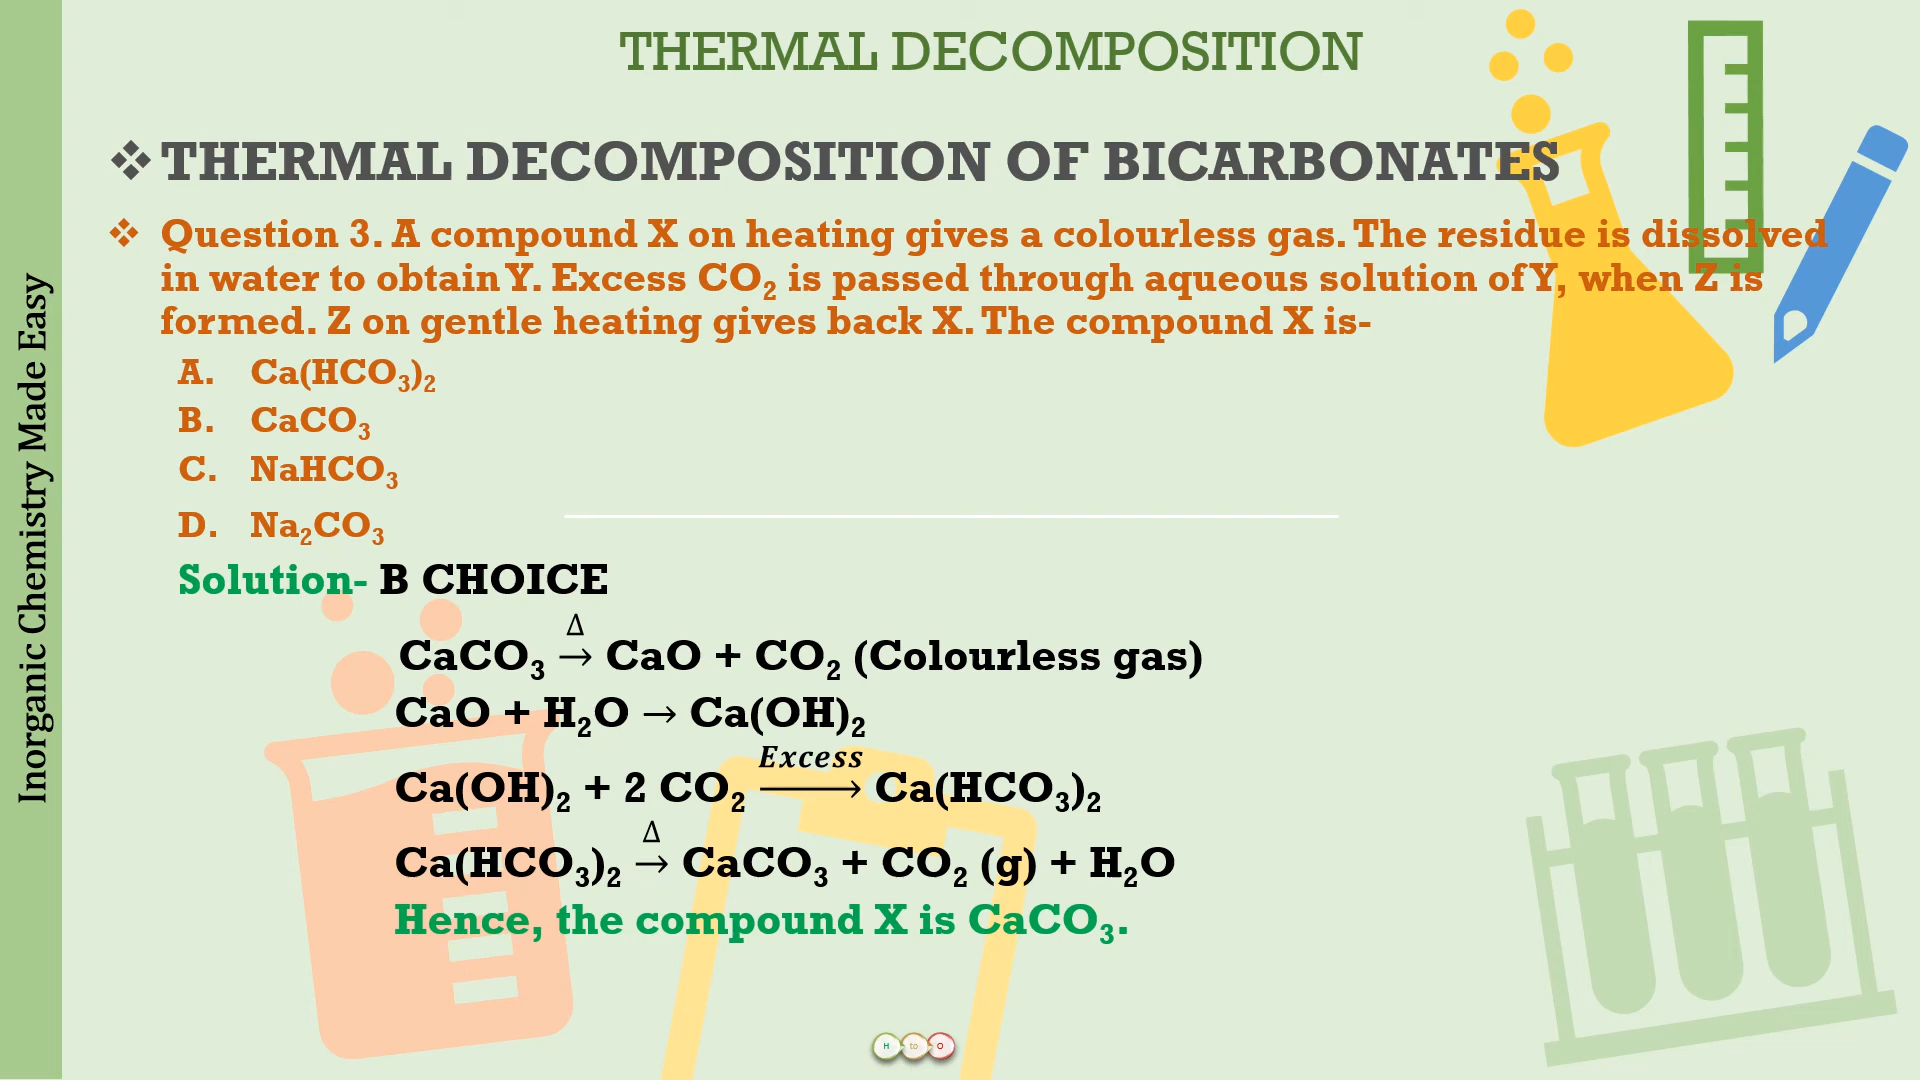 THERMAL DECOMPOSITION
❖ THERMAL DECOMPOSITION OF BICARBONATES
❖ Question 3. A compound X on heating gives a colourless gas. The residue is dissolved
in water to obtain Y. Excess CO₂ is passed through aqueous solution of Y, when Z is
formed. Z on gentle heating gives back X. The compound X is-
A. Ca(HCO₃)₂
B. CaCO₃
C. NaHCO₃
D. Na₂CO₃
Solution- B CHOICE
Δ
CaCO₃ → CaO + CO₂ (Colourless gas)
CaO + H₂O → Ca(OH)₂
Excess
Ca(OH)₂ + 2 CO₂ → Ca(HCO₃)₂
Δ
Ca(HCO₃)₂ → CaCO₃ + CO₂ (g) + H₂O
Hence, the compound X is CaCO₃.
Inorganic Chemistry Made Easy
H to O